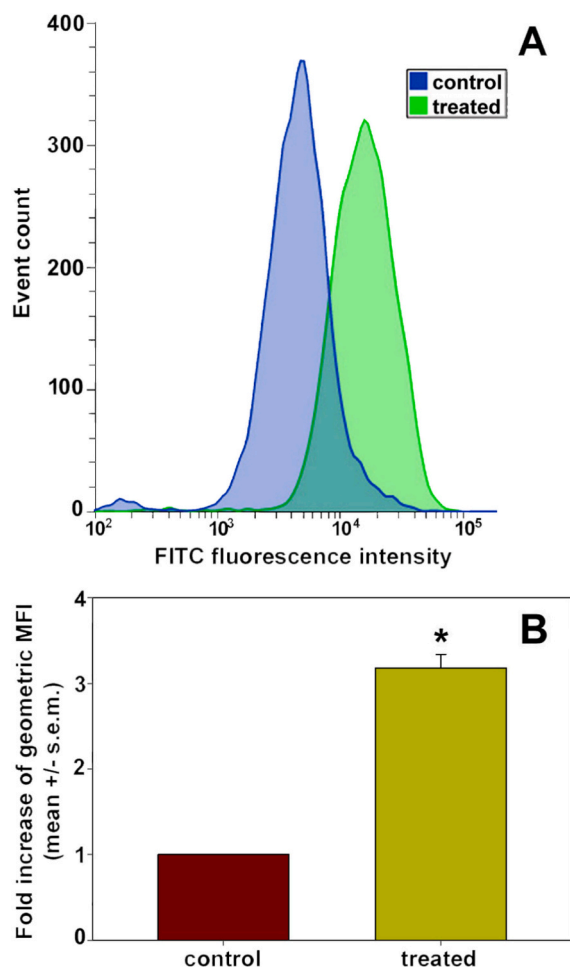 A
400
300
200
100
0
Event count
control
treated
10²
10³
10⁴
10⁵
FITC fluorescence intensity
B
4
3
2
1
0
Fold increase of geometric MFI
(mean +/- s.e.m.)
*
control
treated